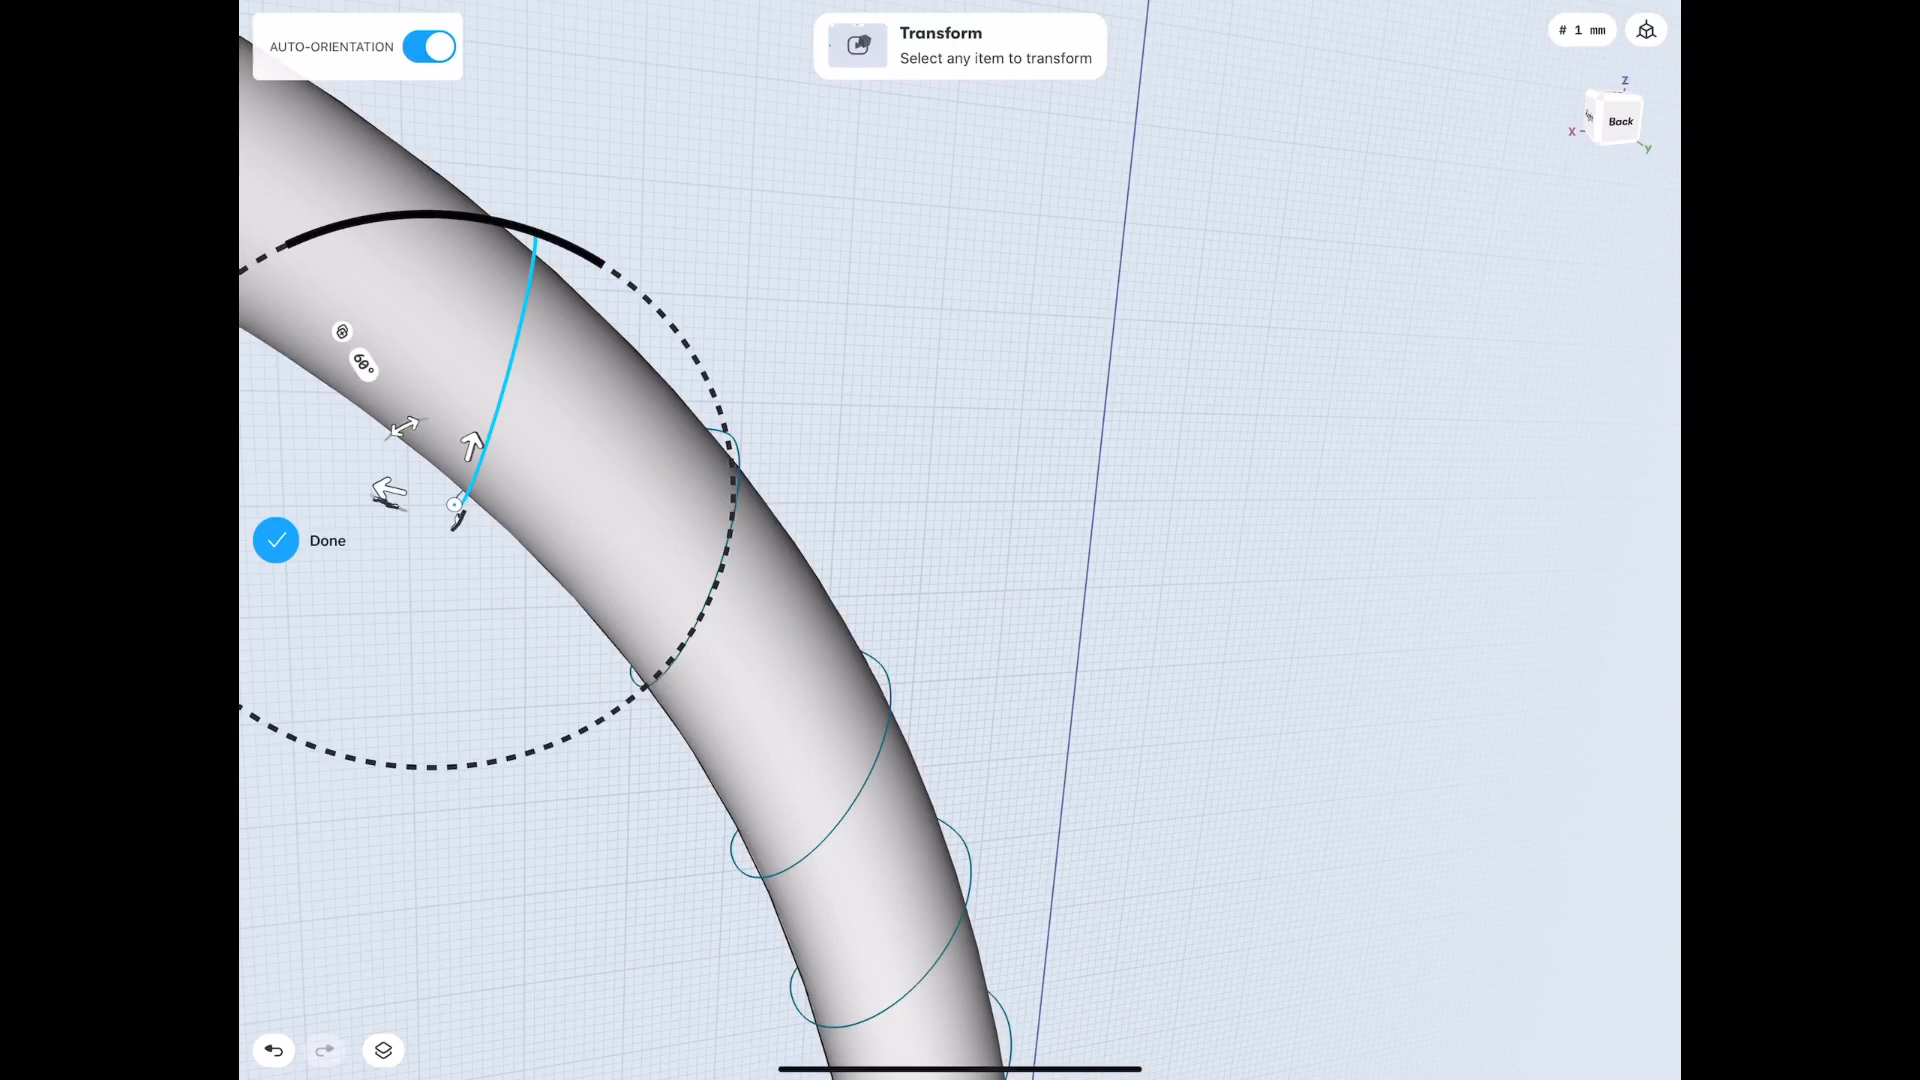 AUTO-ORIENTATION
Transform
Select any item to transform
# 1 mm
Z
Back
X
Y
60°
Done